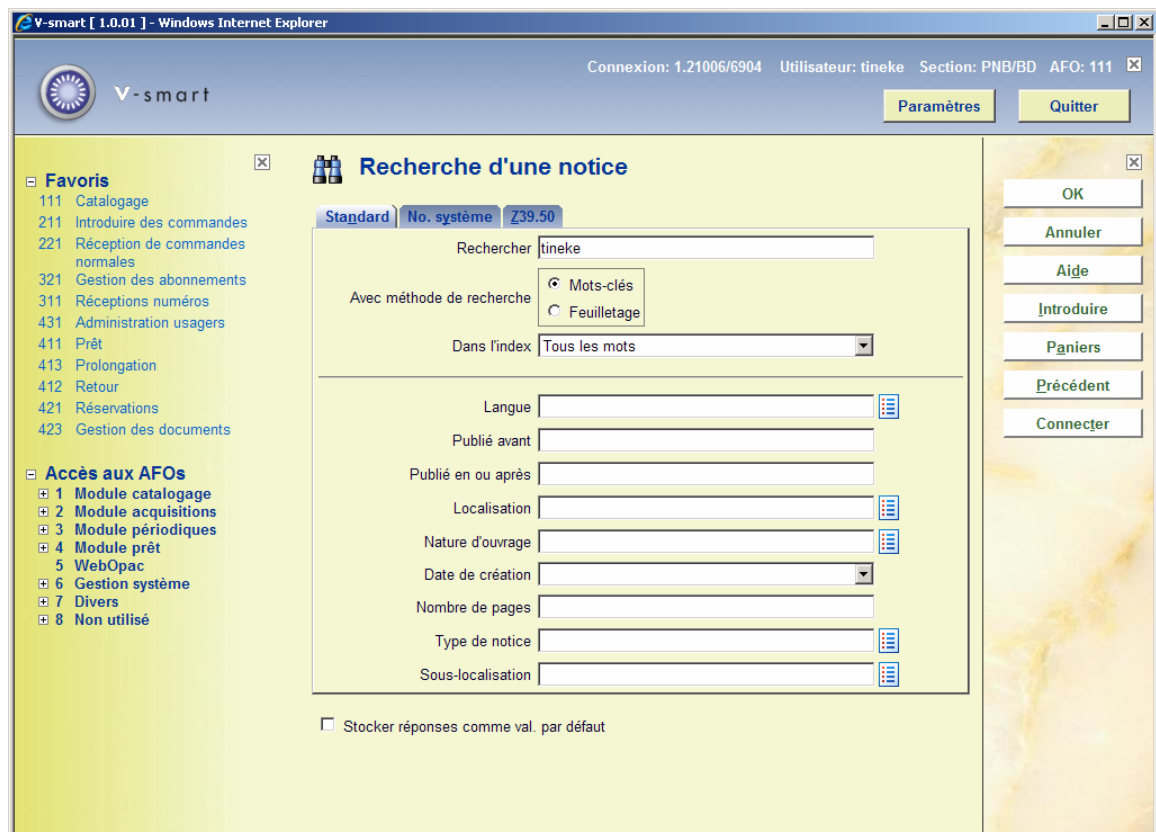 V-smart [ 1.0.01 ] - Windows Internet Explorer
Connexion: 1.21006/6904 Utilisateur: tineke Section: PNB/BD AFO: 111
V-smart
Paramètres
Quitter
Favoris
111 Catalogage
211 Introduire des commandes
221 Réception de commandes
normales
321 Gestion des abonnements
311 Réceptions numéros
431 Administration usagers
411 Prêt
413 Prolongation
412 Retour
421 Réservations
423 Gestion des documents
Accès aux AFOs
1 Module catalogage
2 Module acquisitions
3 Module périodiques
4 Module prêt
5 WebOpac
6 Gestion système
7 Divers
8 Non utilisé
Recherche d'une notice
Standard No. système Z39.50
Rechercher tineke
Avec méthode de recherche
Mots-clés
Feuilletage
Dans l'index Tous les mots
Langue
Publié avant
Publié en ou après
Localisation
Nature d'ouvrage
Date de création
Nombre de pages
Type de notice
Sous-localisation
Stocker réponses comme val. par défaut
OK
Annuler
Aide
Introduire
Paniers
Précédent
Connecter